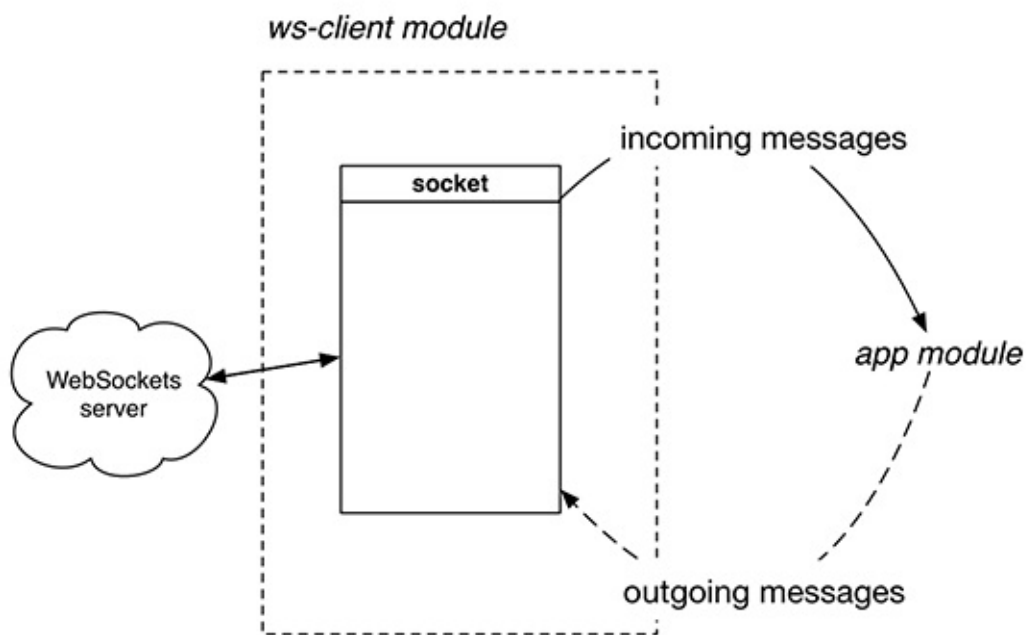 ws-client module
incoming messages
socket
app module
WebSockets
server
outgoing messages